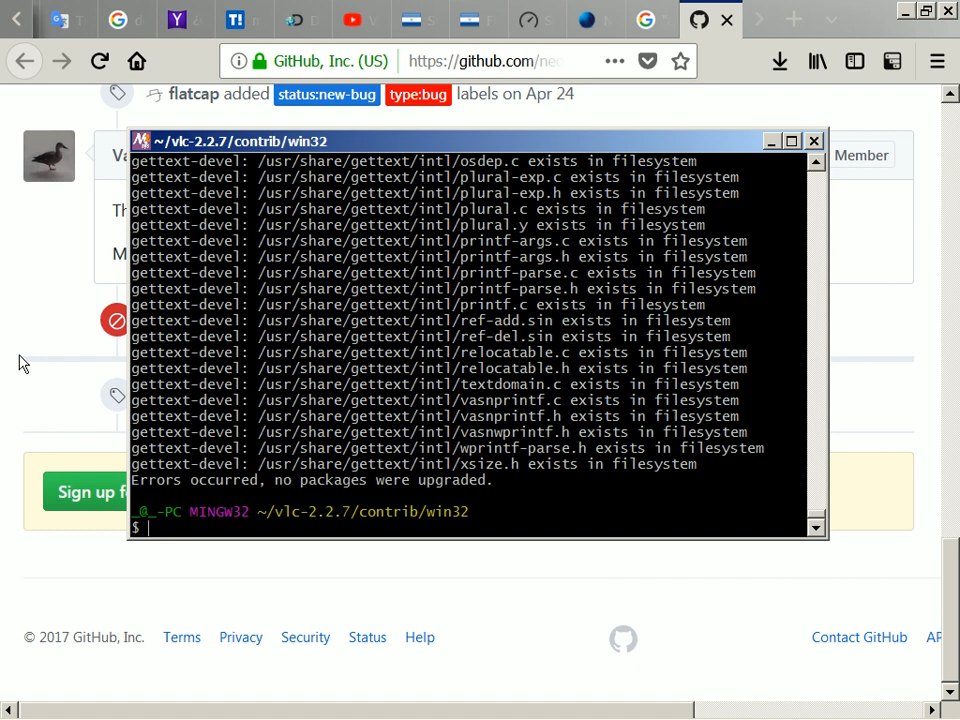 GitHub, Inc. (US)
https://github.com/neo
flatcap added status:new-bug type:bug labels on Apr 24
~/vlc-2.2.7/contrib/win32
Member
gettext-devel: /usr/share/gettext/intl/osdep.c exists in filesystem
gettext-devel: /usr/share/gettext/intl/plural-exp.c exists in filesystem
gettext-devel: /usr/share/gettext/intl/plural-exp.h exists in filesystem
gettext-devel: /usr/share/gettext/intl/plural.c exists in filesystem
gettext-devel: /usr/share/gettext/intl/plural.y exists in filesystem
gettext-devel: /usr/share/gettext/intl/printf-args.c exists in filesystem
gettext-devel: /usr/share/gettext/intl/printf-args.h exists in filesystem
gettext-devel: /usr/share/gettext/intl/printf-parse.c exists in filesystem
gettext-devel: /usr/share/gettext/intl/printf-parse.h exists in filesystem
gettext-devel: /usr/share/gettext/intl/printf.c exists in filesystem
gettext-devel: /usr/share/gettext/intl/ref-add.sin exists in filesystem
gettext-devel: /usr/share/gettext/intl/ref-del.sin exists in filesystem
gettext-devel: /usr/share/gettext/intl/relocatable.c exists in filesystem
gettext-devel: /usr/share/gettext/intl/relocatable.h exists in filesystem
gettext-devel: /usr/share/gettext/intl/textdomain.c exists in filesystem
gettext-devel: /usr/share/gettext/intl/vasnprintf.c exists in filesystem
gettext-devel: /usr/share/gettext/intl/vasnprintf.h exists in filesystem
gettext-devel: /usr/share/gettext/intl/vasnwprintf.h exists in filesystem
gettext-devel: /usr/share/gettext/intl/wprintf-parse.h exists in filesystem
gettext-devel: /usr/share/gettext/intl/xsize.h exists in filesystem
Errors occurred, no packages were upgraded.
_@_-PC MINGW32 ~/vlc-2.2.7/contrib/win32
$
Sign up
© 2017 GitHub, Inc. Terms Privacy Security Status Help Contact GitHub